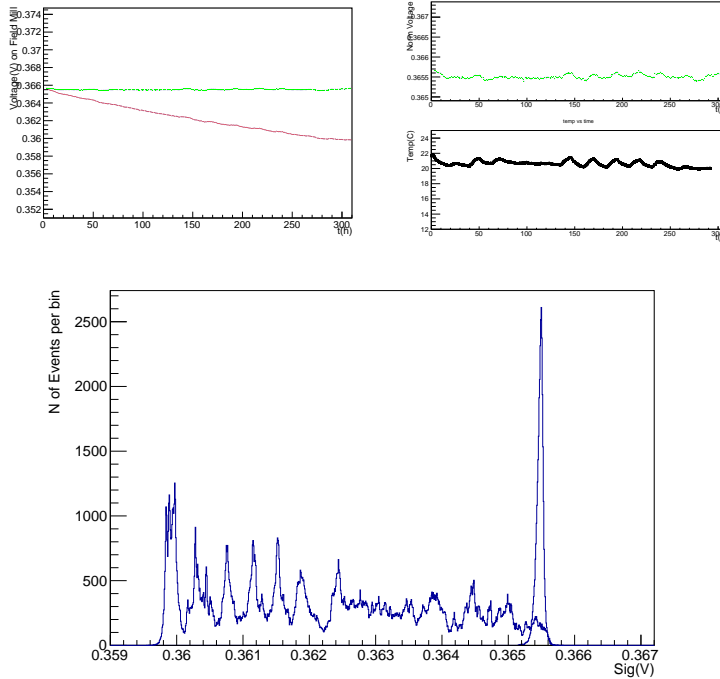 Voltage(V) on Field Mill
0.374
0.372
0.37
0.368
0.366
0.364
0.362
0.36
0.358
0.356
0.354
0.352
0 50 100 150 200 250 300
t(h)
Norm Voltage
0.367
0.3665
0.366
0.3655
0.365
0 50 100 150 200 250 300
temp vs time
Temp(C)
24
22
20
18
16
14
12
0 50 100 150 200 250 300
N of Events per bin
2500
2000
1500
1000
500
0
0.359 0.36 0.361 0.362 0.363 0.364 0.365 0.366 0.367
Sig(V)